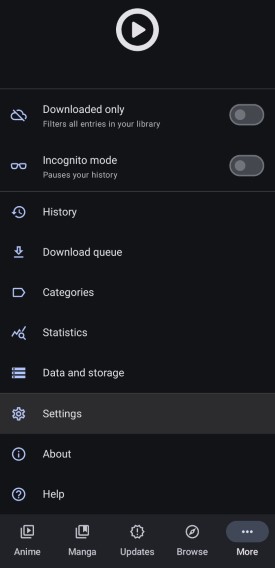 Downloaded only
Filters all entries in your library
Incognito mode
Pauses your history
History
Download queue
Categories
Statistics
Data and storage
Settings
About
Help
Anime Manga Updates Browse More